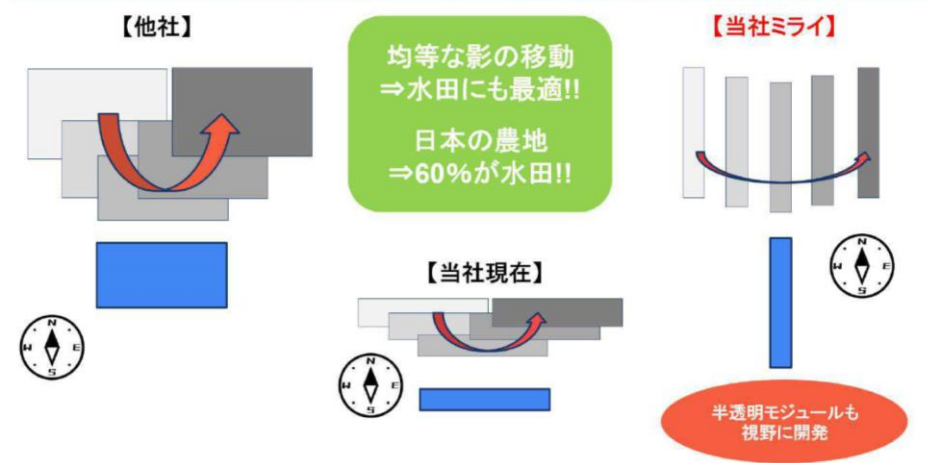 【他社】
均等な影の移動
⇒水田にも最適!!
日本の農地
⇒60%が水田!!
【当社ミライ】
【当社現在】
N
W
E
S
N
W
E
S
N
W
E
S
半透明モジュールも
視野に開発